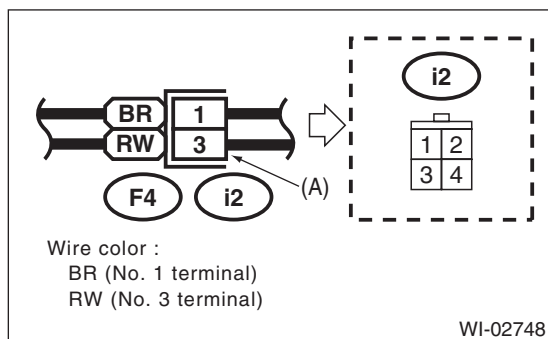 BR 1
RW 3
F4 i2
(A)
i2
1 2
3 4
Wire color :
BR (No. 1 terminal)
RW (No. 3 terminal)
WI-02748